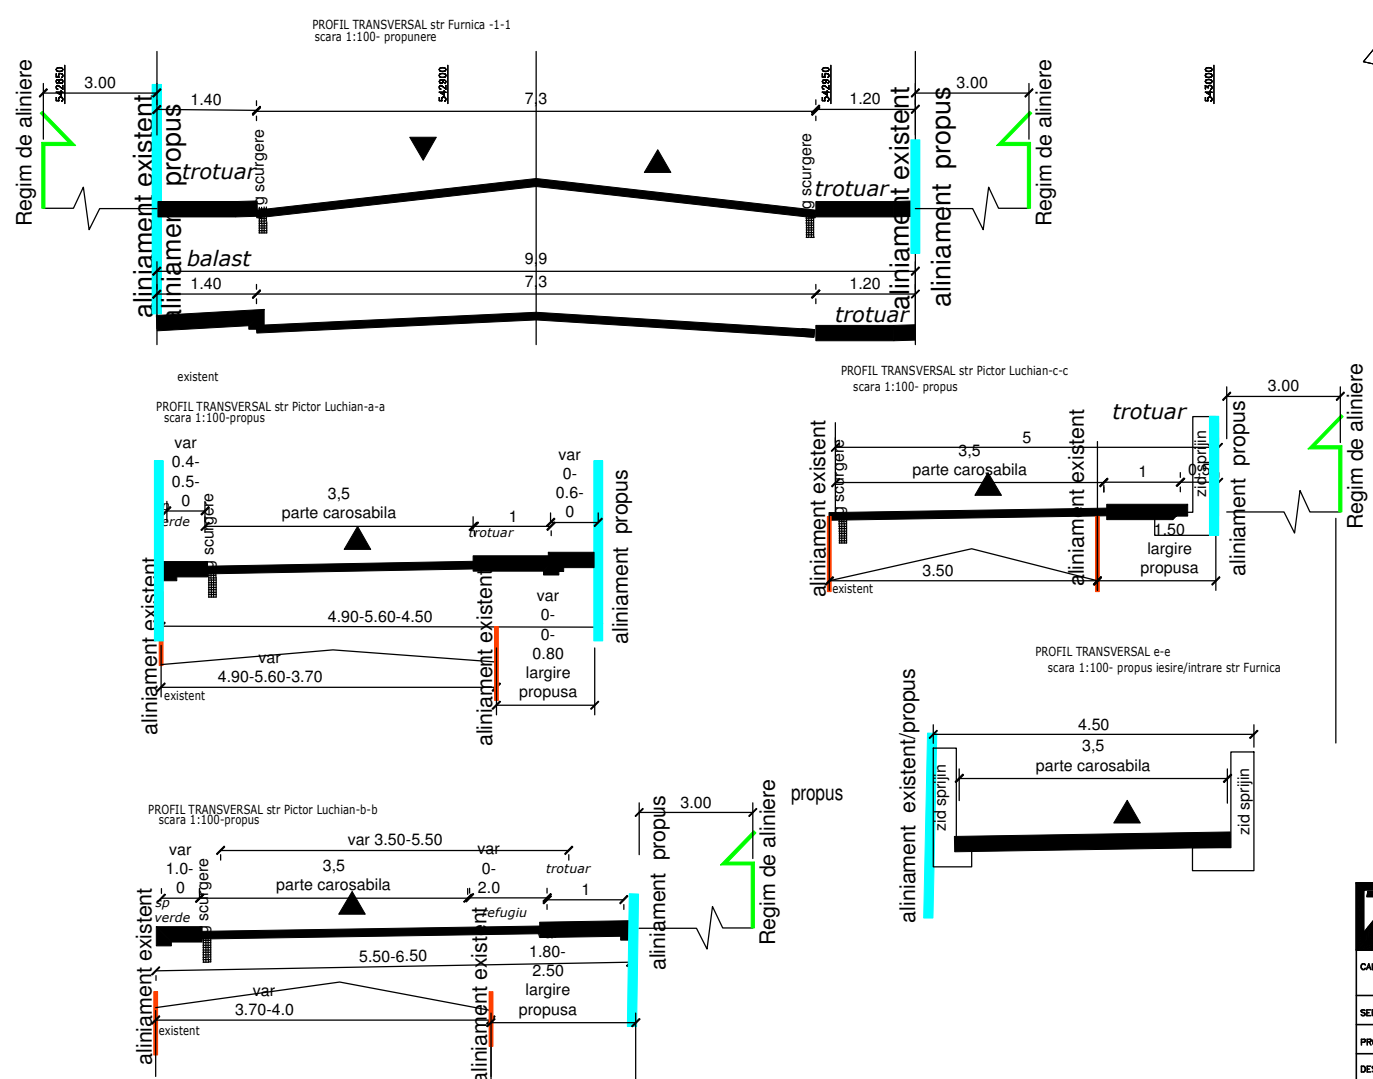 PROFIL TRANSVERSAL str Furnica -1-1
scara 1:100- propunere
Regim de aliniere
542850
3.00
542900
542950
3.00
543000
Regim de aliniere
1.40
7,3
1.20
aliniament existent
aliniament propus
trotuar
g scurgere
g scurgere
trotuar
aliniament existent
aliniament propus
balast
9,9
1.40
7,3
1.20
trotuar
existent
PROFIL TRANSVERSAL str Pictor Luchian-a-a
scara 1:100-propus
var
0.4-
0.5-
0
erde
scurgere
3,5
parte carosabila
1
trotuar
var
0-
0.6-
0
aliniament propus
aliniament existent
4.90-5.60-4.50
var
4.90-5.60-3.70
existent
aliniament existent
var
0-
0-
0.80
largire
propusa
PROFIL TRANSVERSAL str Pictor Luchian-c-c
scara 1:100- propus
3.00
Regim de aliniere
trotuar
aliniament existent
g scurgere
5
3,5
parte carosabila
aliniament existent
1
zid sprijin
aliniament propus
1.50
largire
propusa
3.50
existent
PROFIL TRANSVERSAL e-e
scara 1:100- propus iesire/intrare str Furnica
aliniament existent/propus
4.50
3,5
parte carosabila
zid sprijin
zid sprijin
PROFIL TRANSVERSAL str Pictor Luchian-b-b
scara 1:100-propus
3.00
propus
Regim de aliniere
aliniament propus
var 3.50-5.50
var
1.0-
0
sp
verde
scurgere
3,5
parte carosabila
var
0-
2.0
refugiu
trotuar
1
aliniament existent
5.50-6.50
var
3.70-4.0
existent
aliniament existent
1.80-
2.50
largire
propusa